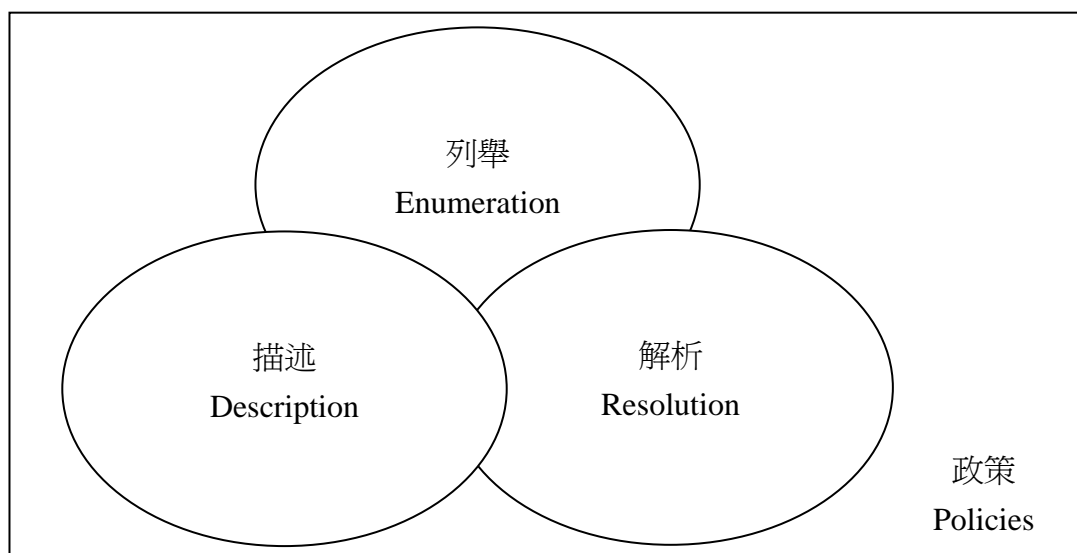 列舉
Enumeration
描述
Description
解析
Resolution
政策
Policies